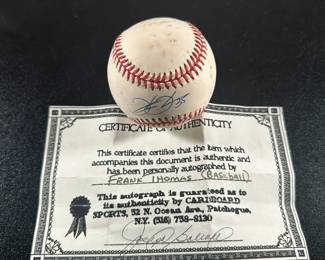 CERTIFICATE OF AUTHENTICITY
This certificate certifies that the item which
accompanies this document is authentic and
has been personally autographed by
FRANK THOMAS (BASEBALL)
This autograph is guaranteed as to
its authenticity by CARDBOARD
SPORTS, 52 N. Ocean Ave, Patchogue,
N.Y. (516) 758-6130